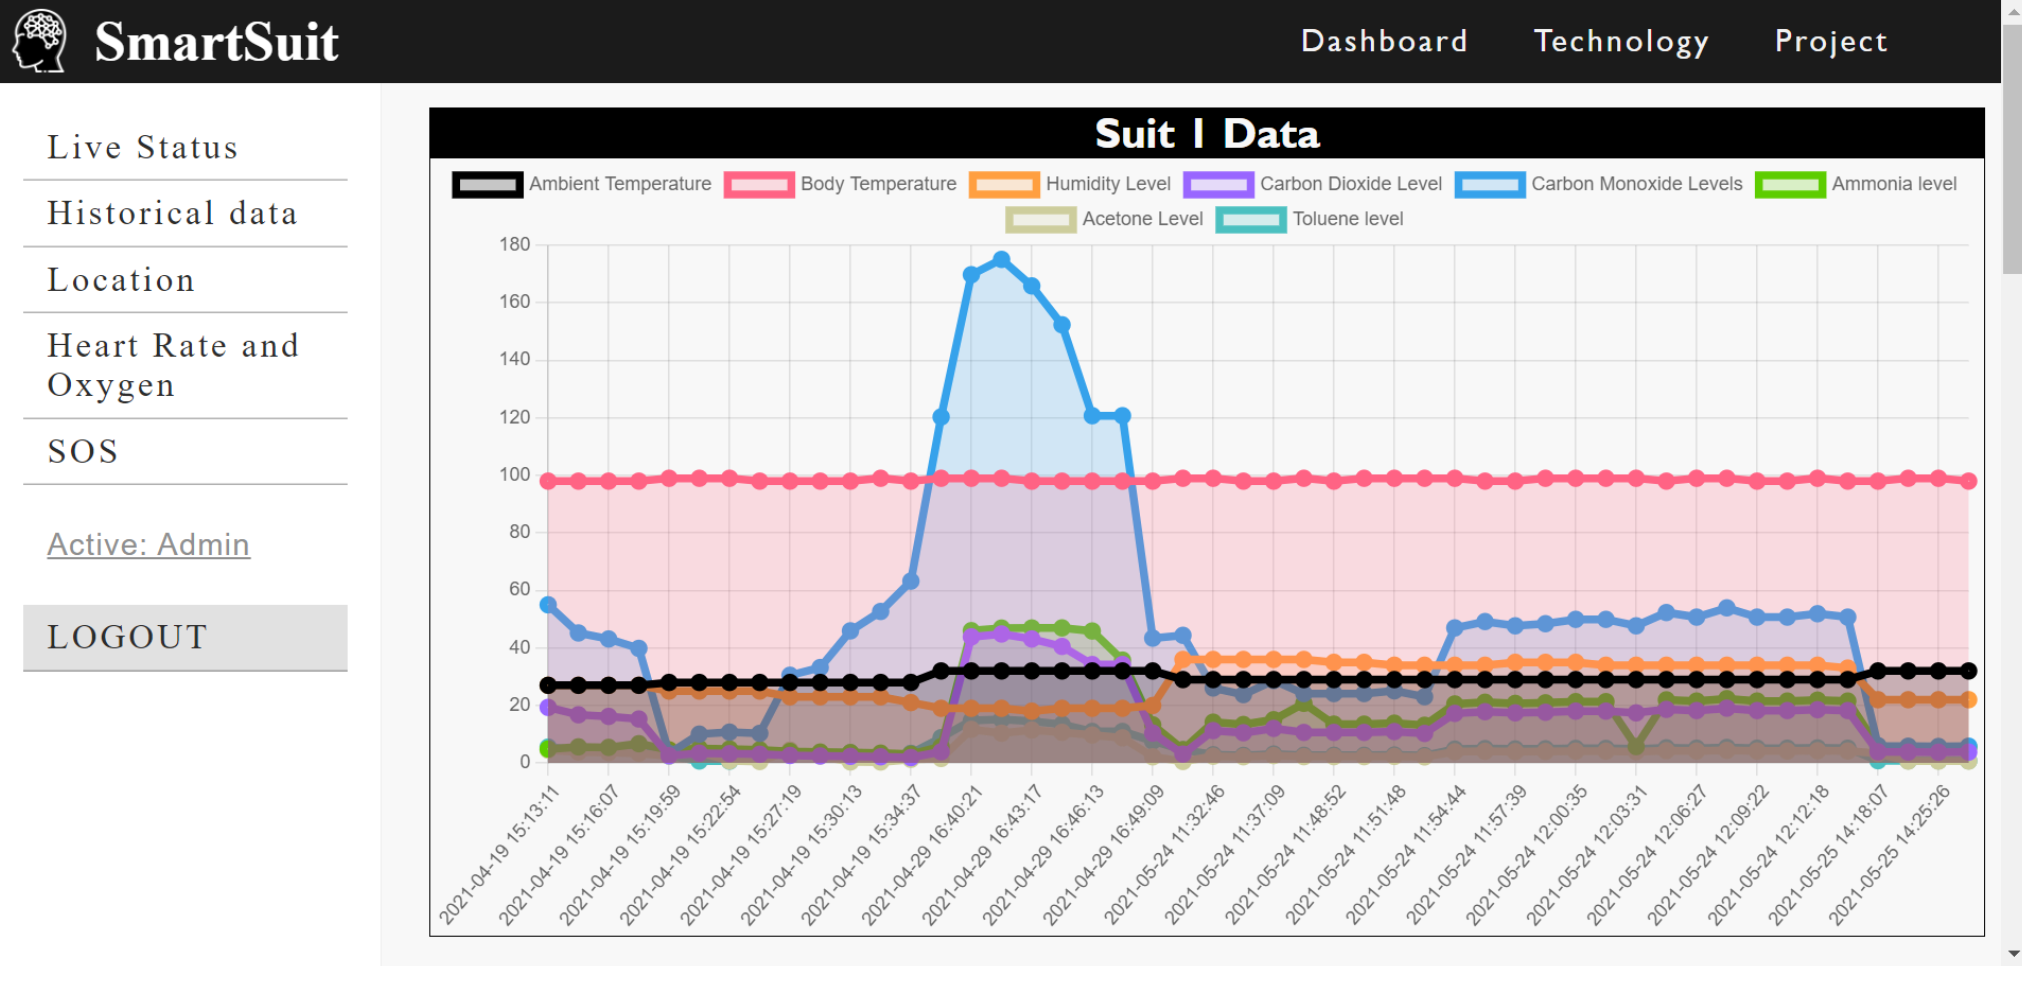 SmartSuit
Dashboard Technology Project
Live Status
Historical data
Location
Heart Rate and
Oxygen
SOS
Active: Admin
LOGOUT
Suit 1 Data
Ambient Temperature Body Temperature Humidity Level Carbon Dioxide Level Carbon Monoxide Levels Ammonia level
Acetone Level Toluene level
180
160
140
120
100
80
60
40
20
0
2021-04-19 15:13:11
2021-04-19 15:16:07
2021-04-19 15:19:59
2021-04-19 15:22:54
2021-04-19 15:27:19
2021-04-19 15:30:13
2021-04-19 15:34:37
2021-04-29 16:40:21
2021-04-29 16:43:17
2021-04-29 16:46:13
2021-04-29 16:49:09
2021-05-24 11:32:46
2021-05-24 11:37:09
2021-05-24 11:48:52
2021-05-24 11:51:48
2021-05-24 11:54:44
2021-05-24 11:57:39
2021-05-24 12:00:35
2021-05-24 12:03:31
2021-05-24 12:06:27
2021-05-24 12:09:22
2021-05-24 12:12:18
2021-05-25 14:18:07
2021-05-25 14:25:26